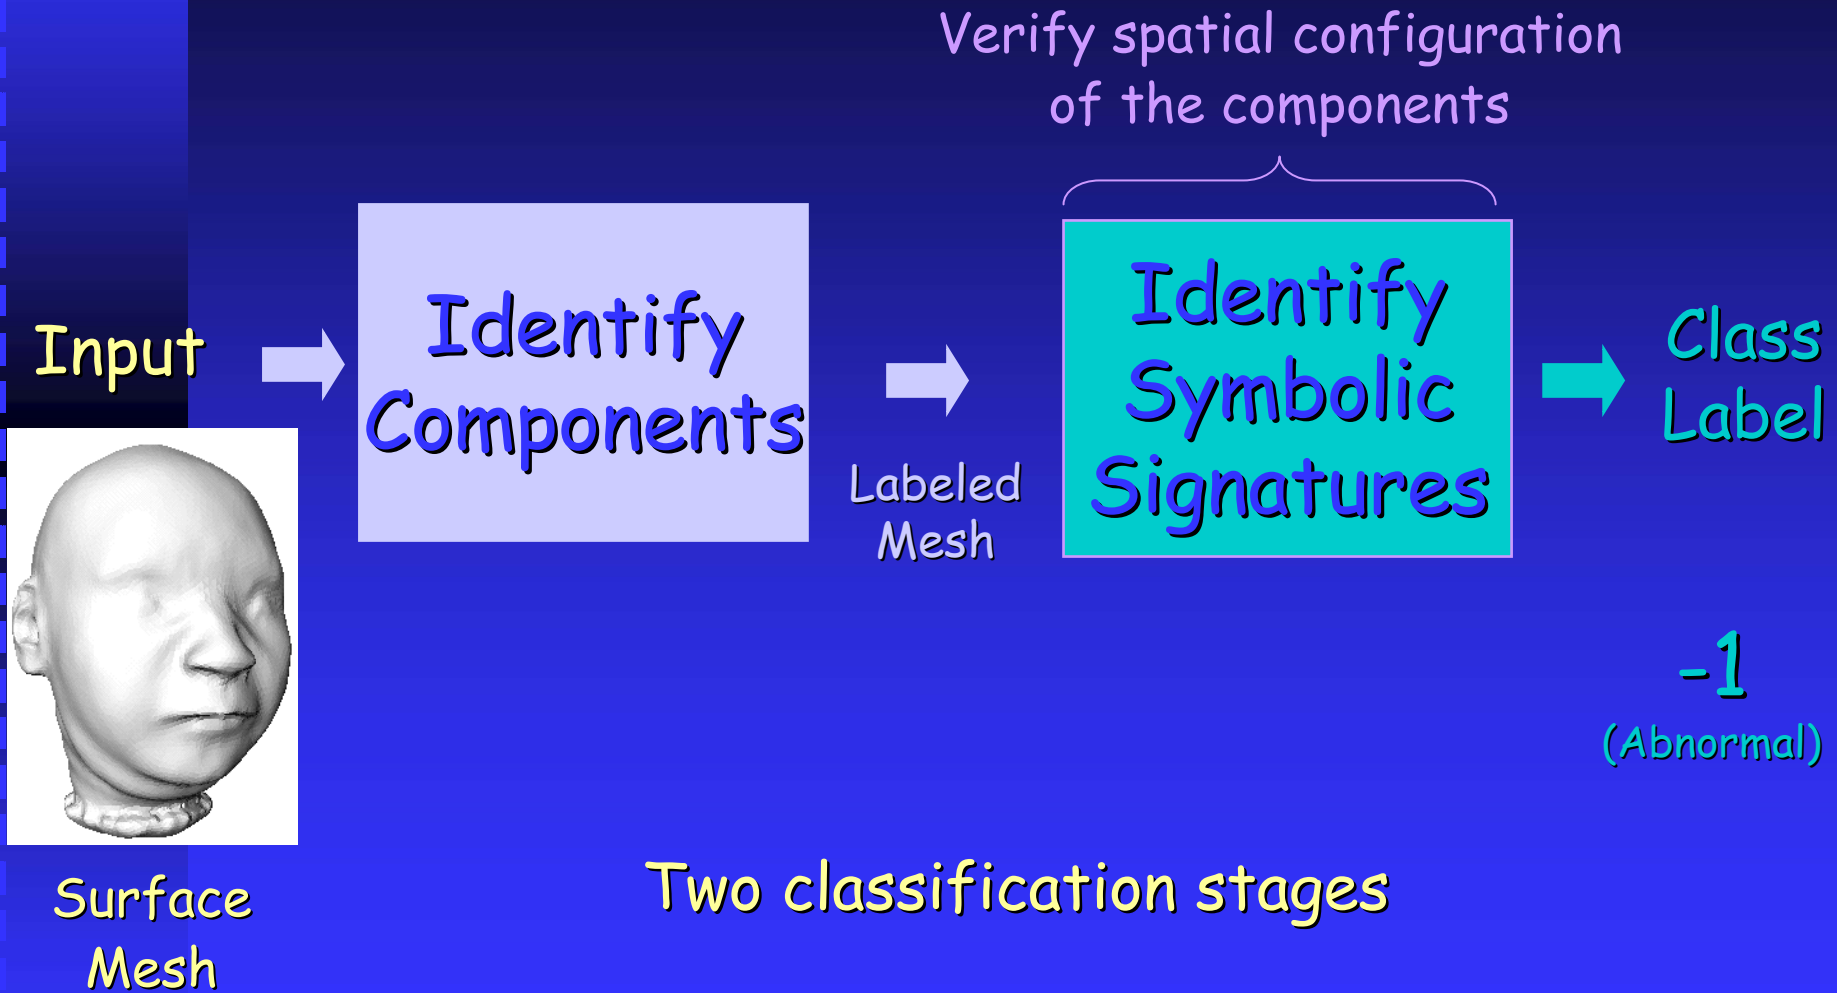 Verify spatial configuration
of the components
Input
Identify
Components
Labeled
Mesh
Identify
Symbolic
Signatures
Class
Label
-1
(Abnormal)
Surface
Mesh
Two classification stages